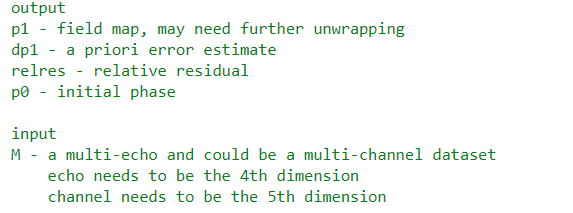 output
p1 - field map, may need further unwrapping
dp1 - a priori error estimate
relres - relative residual
p0 - initial phase

input
M - a multi-echo and could be a multi-channel dataset
    echo needs to be the 4th dimension
    channel needs to be the 5th dimension